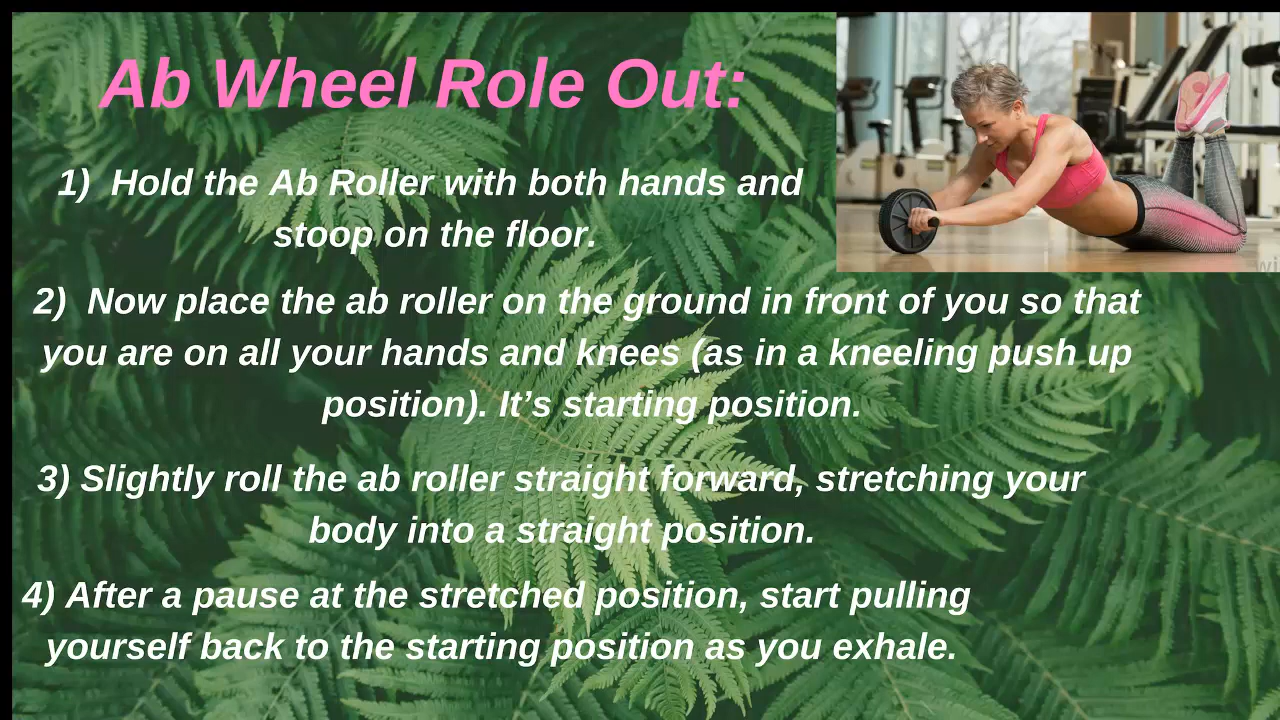 Ab Wheel Role Out:
1) Hold the Ab Roller with both hands and
stoop on the floor.
2) Now place the ab roller on the ground in front of you so that
you are on all your hands and knees (as in a kneeling push up
position). It’s starting position.
3) Slightly roll the ab roller straight forward, stretching your
body into a straight position.
4) After a pause at the stretched position, start pulling
yourself back to the starting position as you exhale.